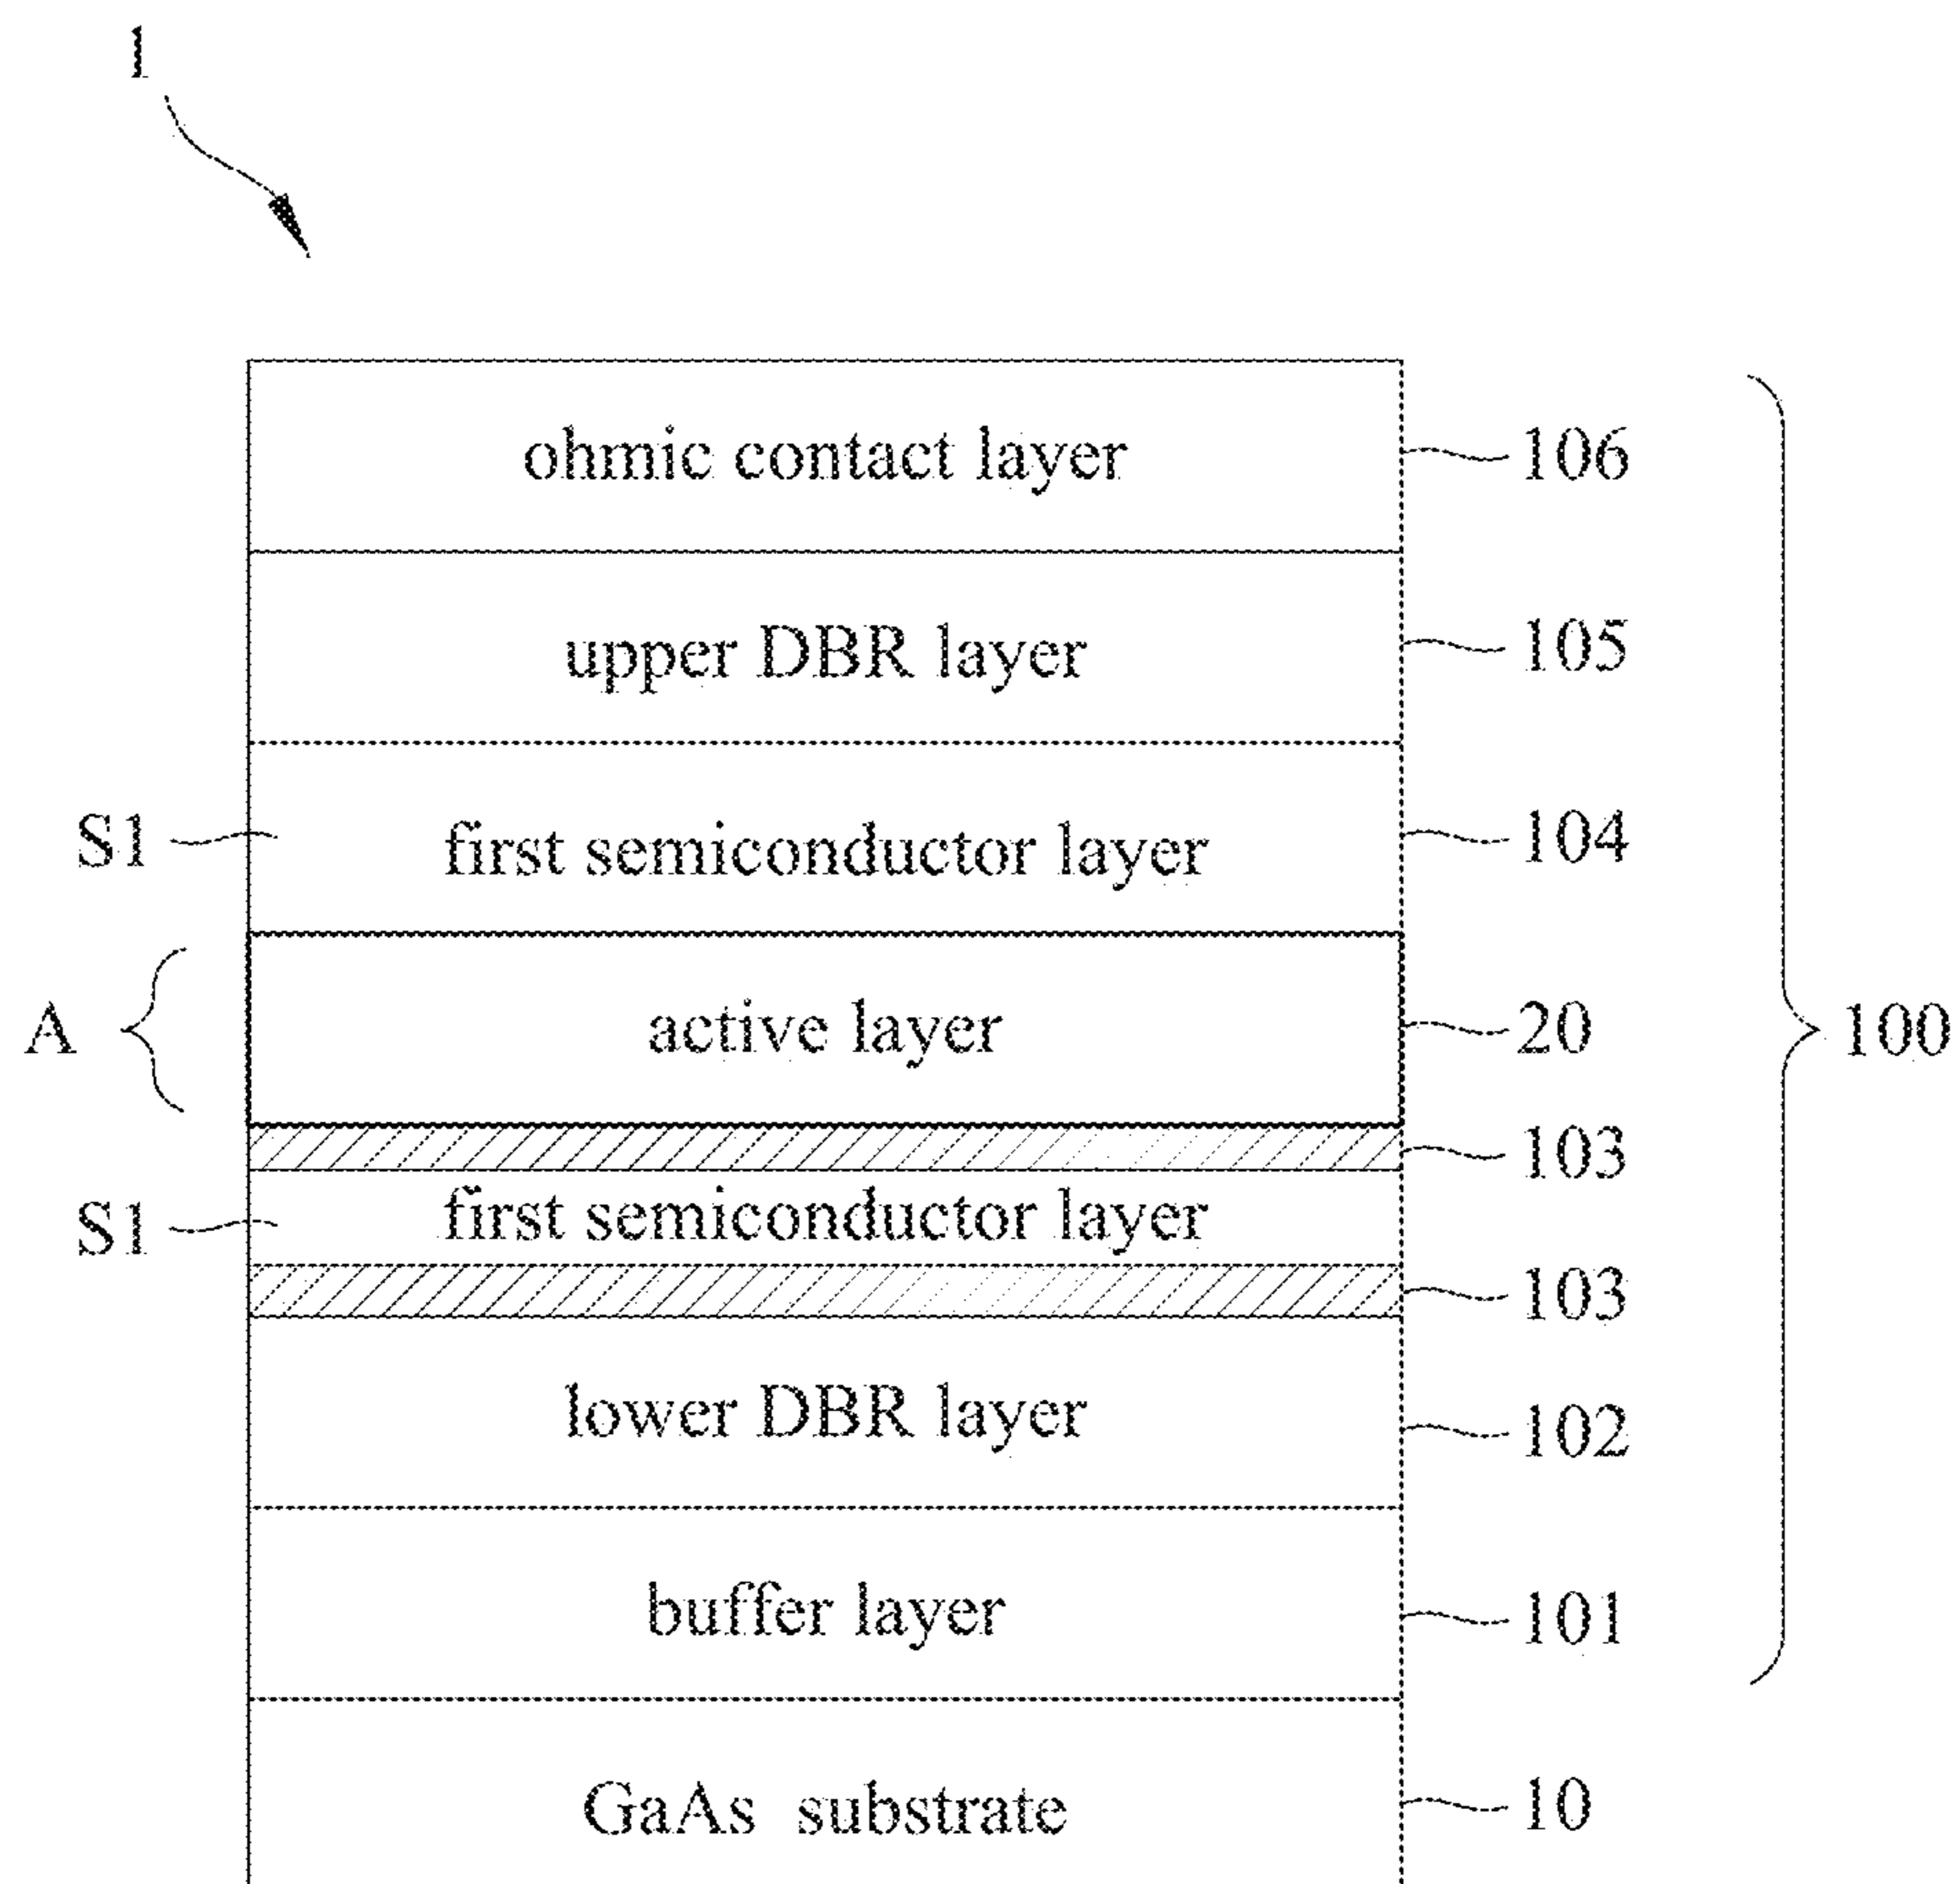 1
ohmic contact layer 106
upper DBR layer 105
S1 first semiconductor layer 104
A active layer 20 100
103
S1 first semiconductor layer
103
lower DBR layer 102
buffer layer 101
GaAs substrate 10